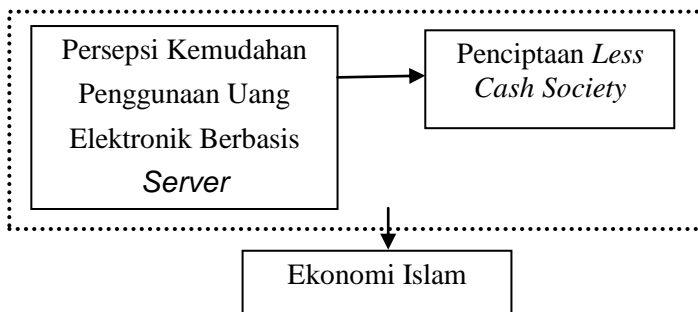 Persepsi Kemudahan
Penggunaan Uang
Elektronik Berbasis
Server
Penciptaan Less
Cash Society
Ekonomi Islam